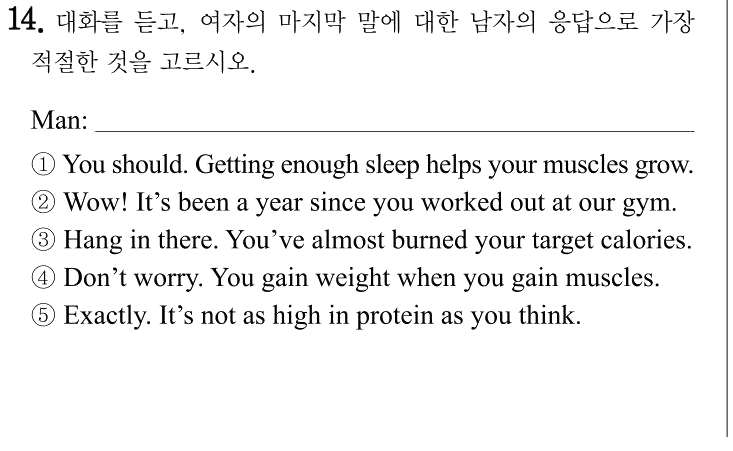 14. 대화를 듣고, 여자의 마지막 말에 대한 남자의 응답으로 가장
적절한 것을 고르시오.
Man:
① You should. Getting enough sleep helps your muscles grow.
② Wow! It’s been a year since you worked out at our gym.
③ Hang in there. You’ve almost burned your target calories.
④ Don’t worry. You gain weight when you gain muscles.
⑤ Exactly. It’s not as high in protein as you think.